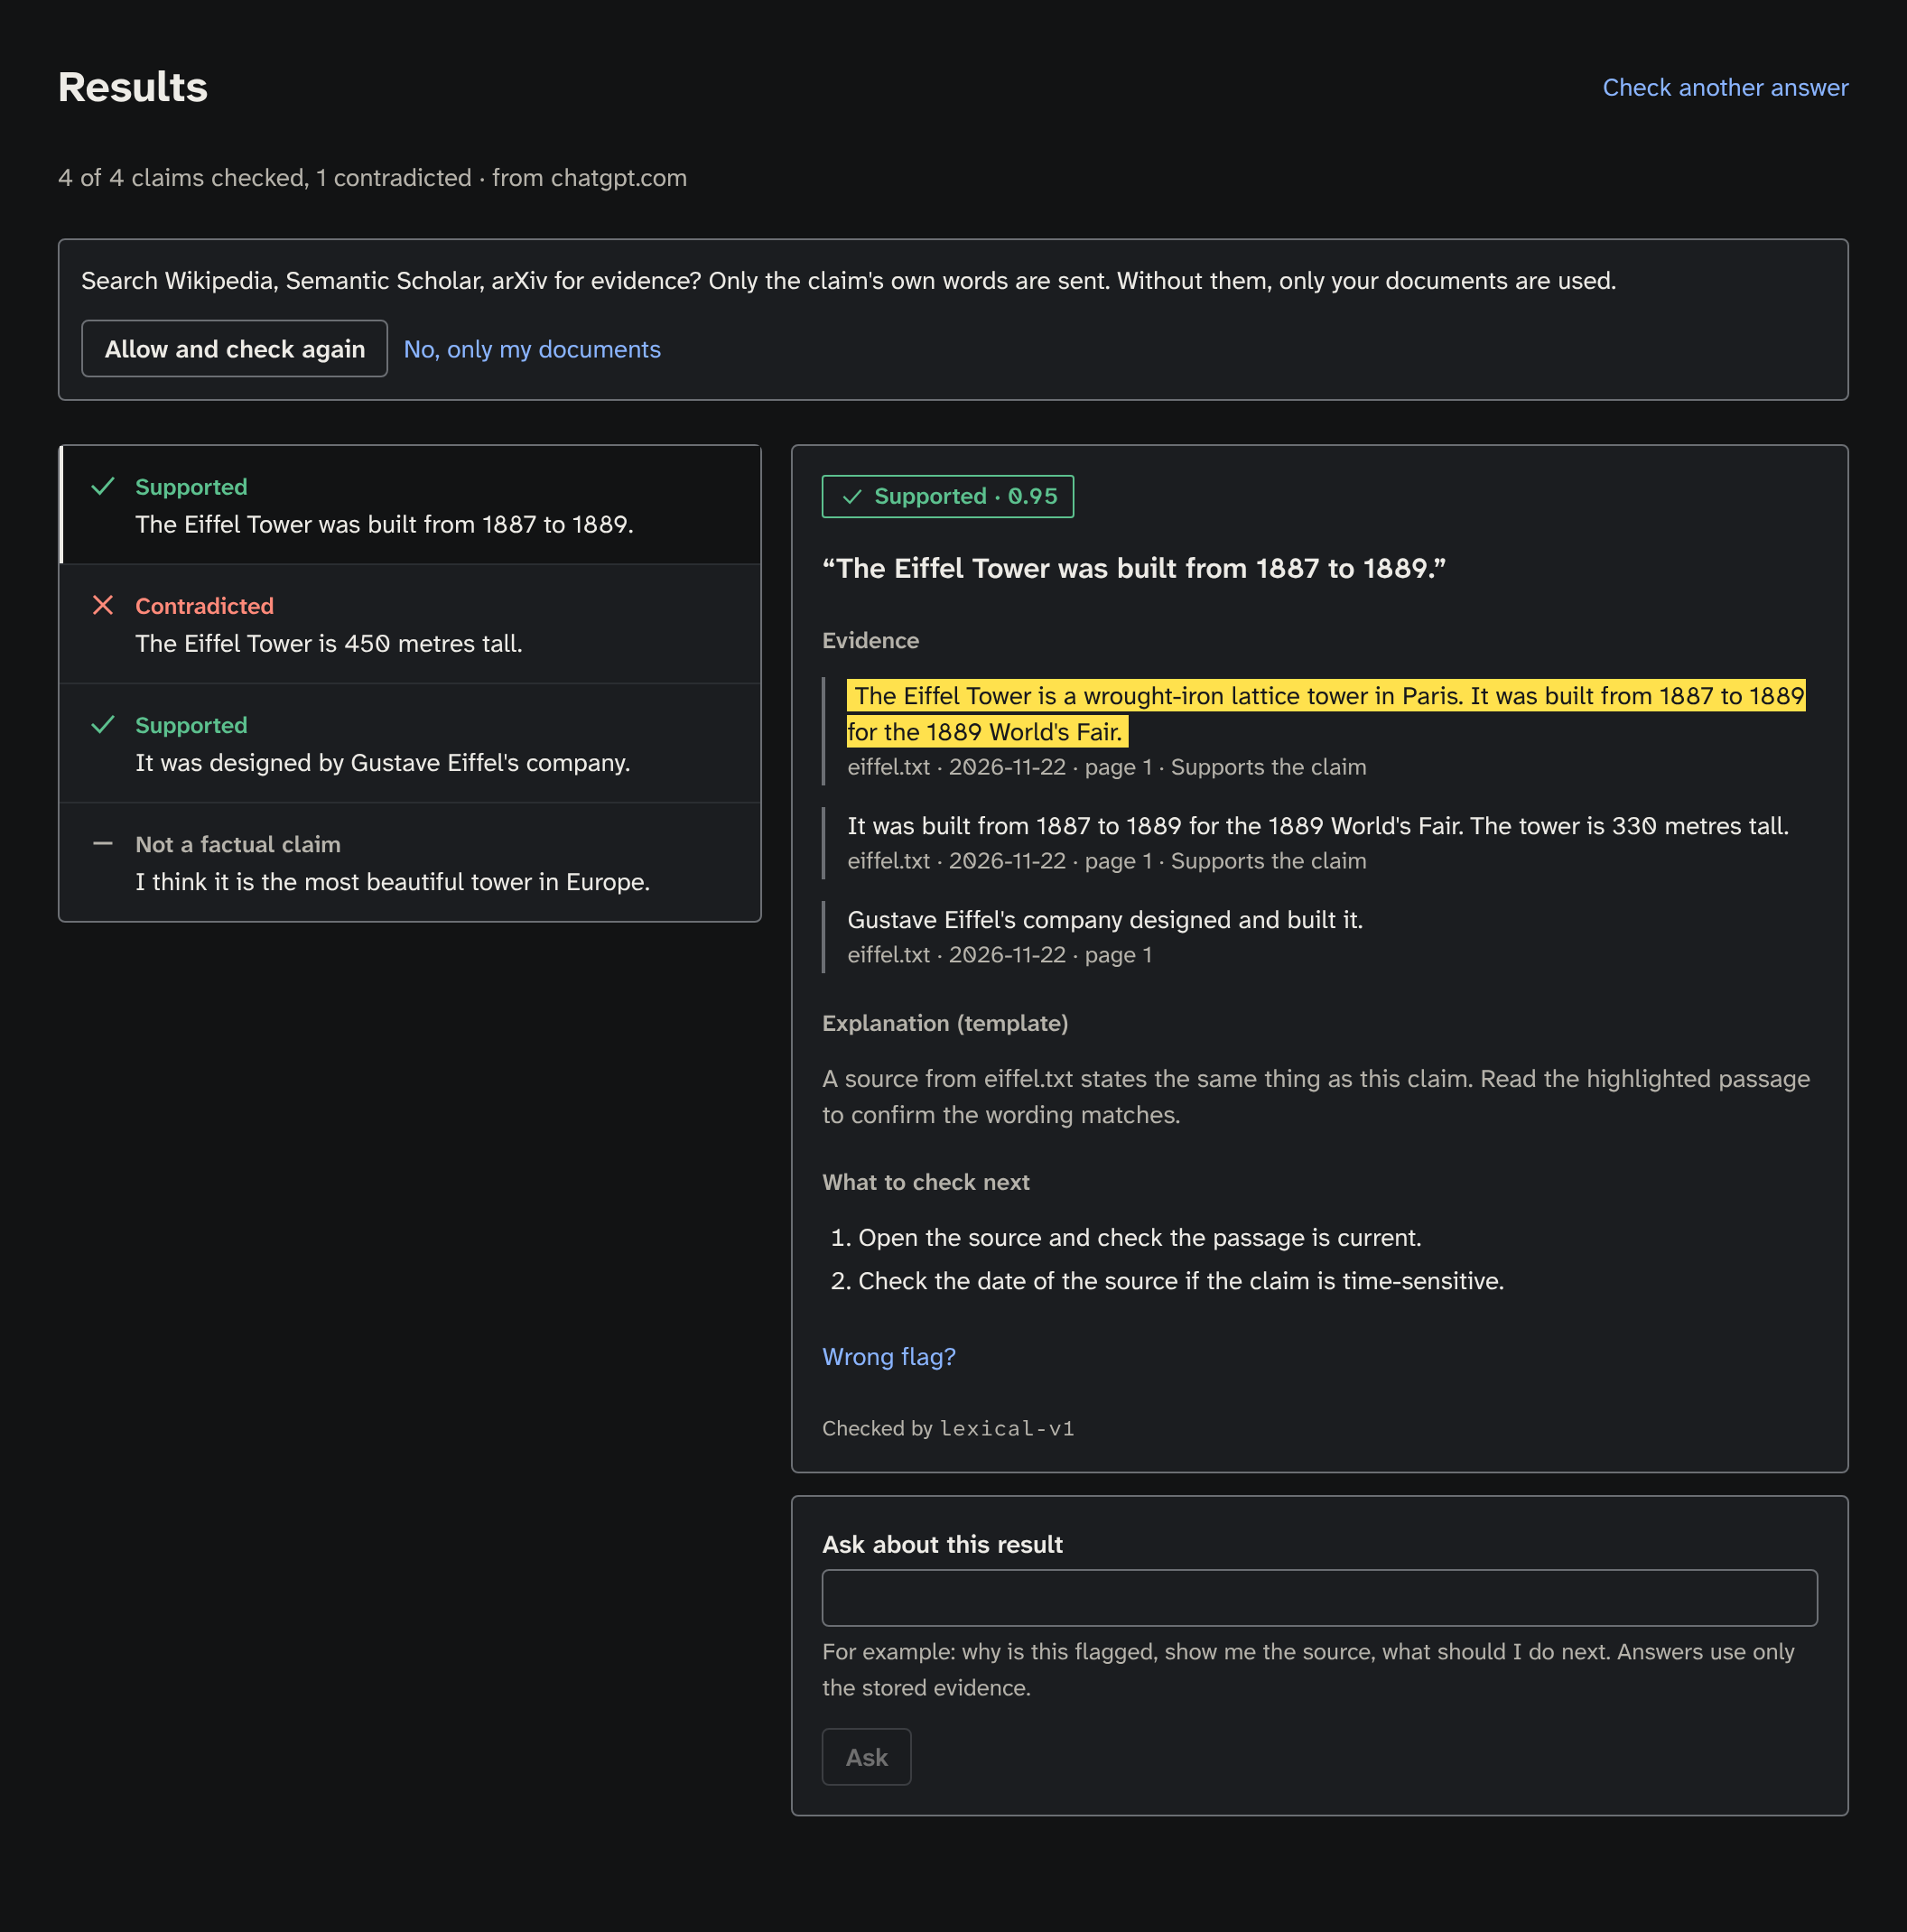 Results
Check another answer
4 of 4 claims checked, 1 contradicted · from chatgpt.com
Search Wikipedia, Semantic Scholar, arXiv for evidence? Only the claim's own words are sent. Without them, only your documents are used.
Allow and check again
No, only my documents
Supported
The Eiffel Tower was built from 1887 to 1889.
Contradicted
The Eiffel Tower is 450 metres tall.
Supported
It was designed by Gustave Eiffel's company.
Not a factual claim
I think it is the most beautiful tower in Europe.
Supported · 0.95
“The Eiffel Tower was built from 1887 to 1889.”
Evidence
The Eiffel Tower is a wrought-iron lattice tower in Paris. It was built from 1887 to 1889
for the 1889 World's Fair.
eiffel.txt · 2026-11-22 · page 1 · Supports the claim
It was built from 1887 to 1889 for the 1889 World's Fair. The tower is 330 metres tall.
eiffel.txt · 2026-11-22 · page 1 · Supports the claim
Gustave Eiffel's company designed and built it.
eiffel.txt · 2026-11-22 · page 1
Explanation (template)
A source from eiffel.txt states the same thing as this claim. Read the highlighted passage
to confirm the wording matches.
What to check next
1. Open the source and check the passage is current.
2. Check the date of the source if the claim is time-sensitive.
Wrong flag?
Checked by lexical-v1
Ask about this result
For example: why is this flagged, show me the source, what should I do next. Answers use only
the stored evidence.
Ask